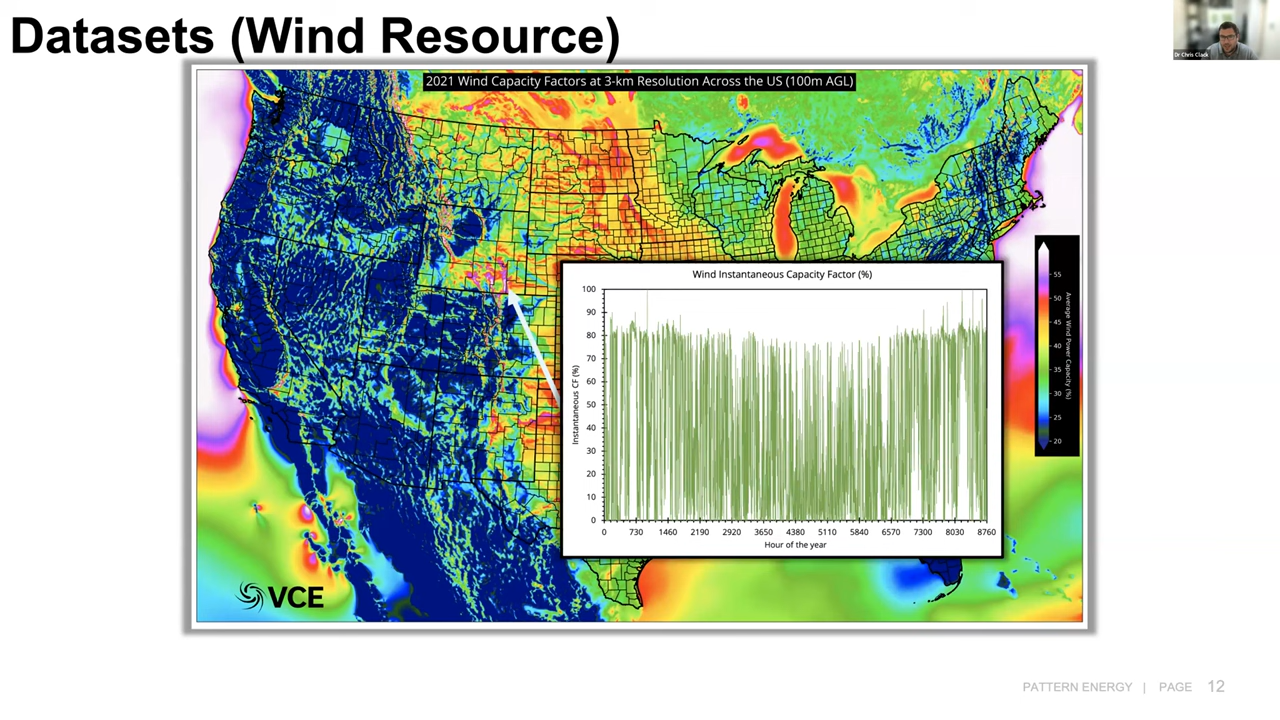 Datasets (Wind Resource)
Dr Chris Clack
2021 Wind Capacity Factors at 3-km Resolution Across the US (100m AGL)
55
50
45
40
35
30
25
20
Average Wind Power Capacity (%)
Wind Instantaneous Capacity Factor (%)
100
90
80
70
60
50
40
30
20
10
0
Instantaneous CF (%)
0 730 1460 2190 2920 3650 4380 5110 5840 6570 7300 8030 8760
Hour of the year
VCE
PATTERN ENERGY | PAGE 12